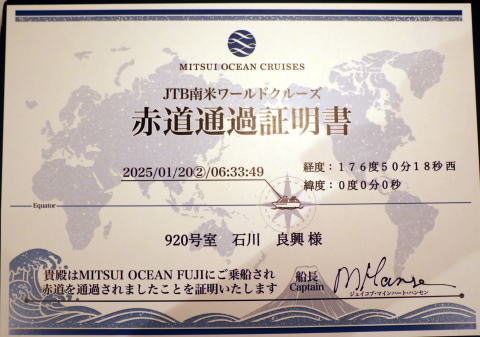 MITSUI OCEAN CRUISES
JTB南米ワールドクルーズ
赤道通過証明書
2025/01/20②/06:33:49
経度：176度50分18秒西
緯度：0度0分0秒
Equator
920号室 石川 良興 様
貴殿はMITSUI OCEAN FUJIにご乗船され
赤道を通過されましたことを証明いたします
船長
Captain
ジェイコブ・マインハート・ハンセン